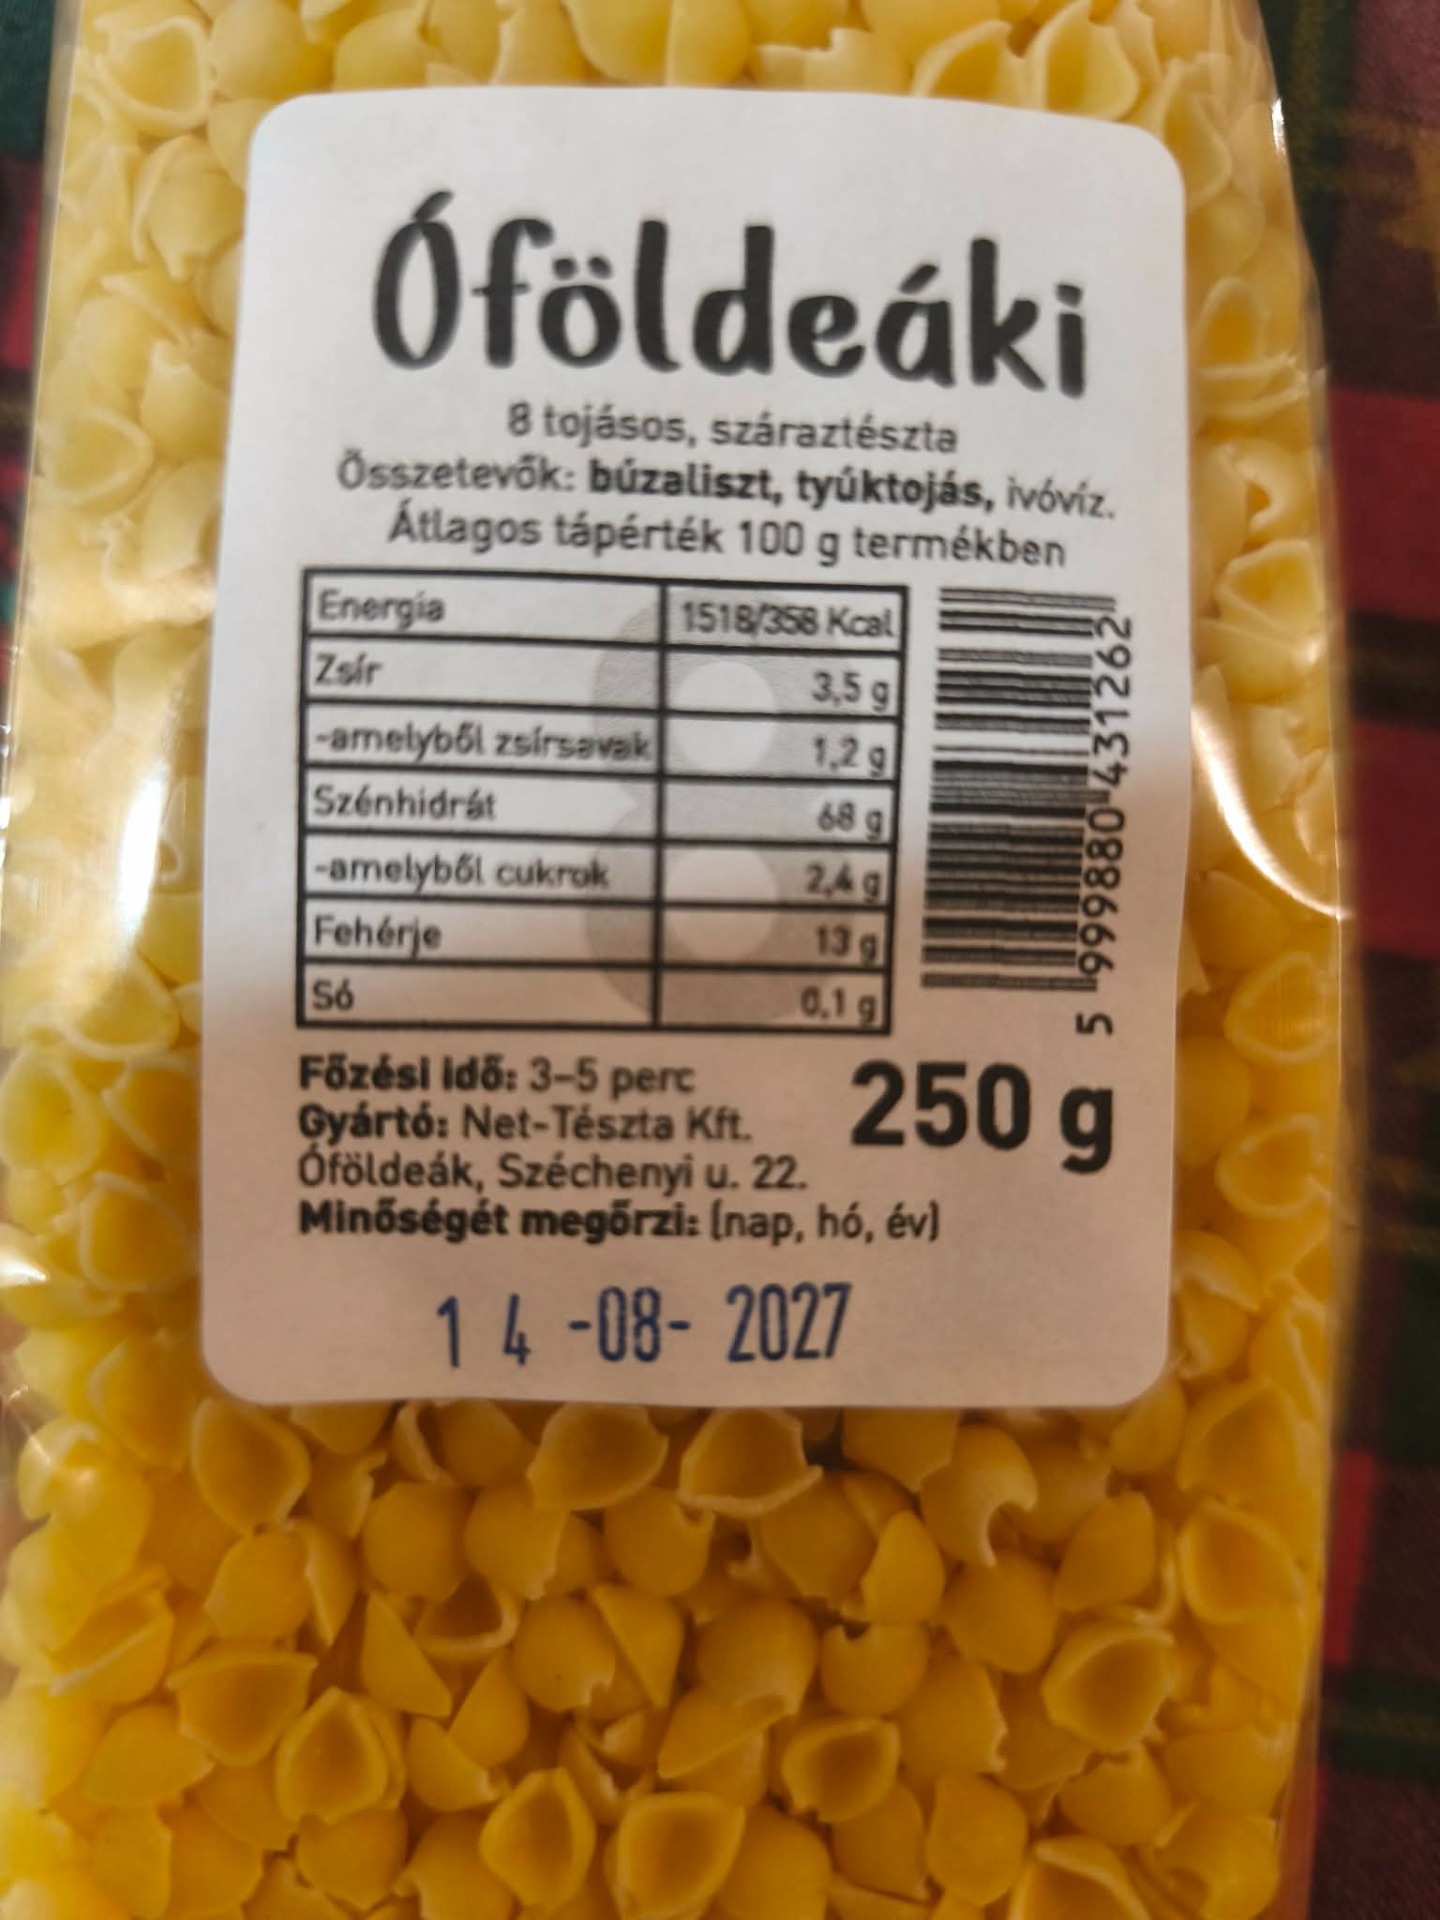 Óföldeáki
8 tojásos, száraztészta
Összetevők: búzaliszt, tyúktojás, ivóvíz.
Átlagos tápérték 100 g termékben
Energia 1518/358 Kcal
Zsír 3,5 g
-amelyből zsírsavak 1,2 g
Szénhidrát 68 g
-amelyből cukrok 2,4 g
Fehérje 13 g
Só 0,1 g
5 999880 431262
Főzési idő: 3-5 perc
250 g
Gyártó: Net-Tészta Kft.
Óföldeák, Széchenyi u. 22.
Minőségét megőrzi: (nap, hó, év)
14 -08- 2027